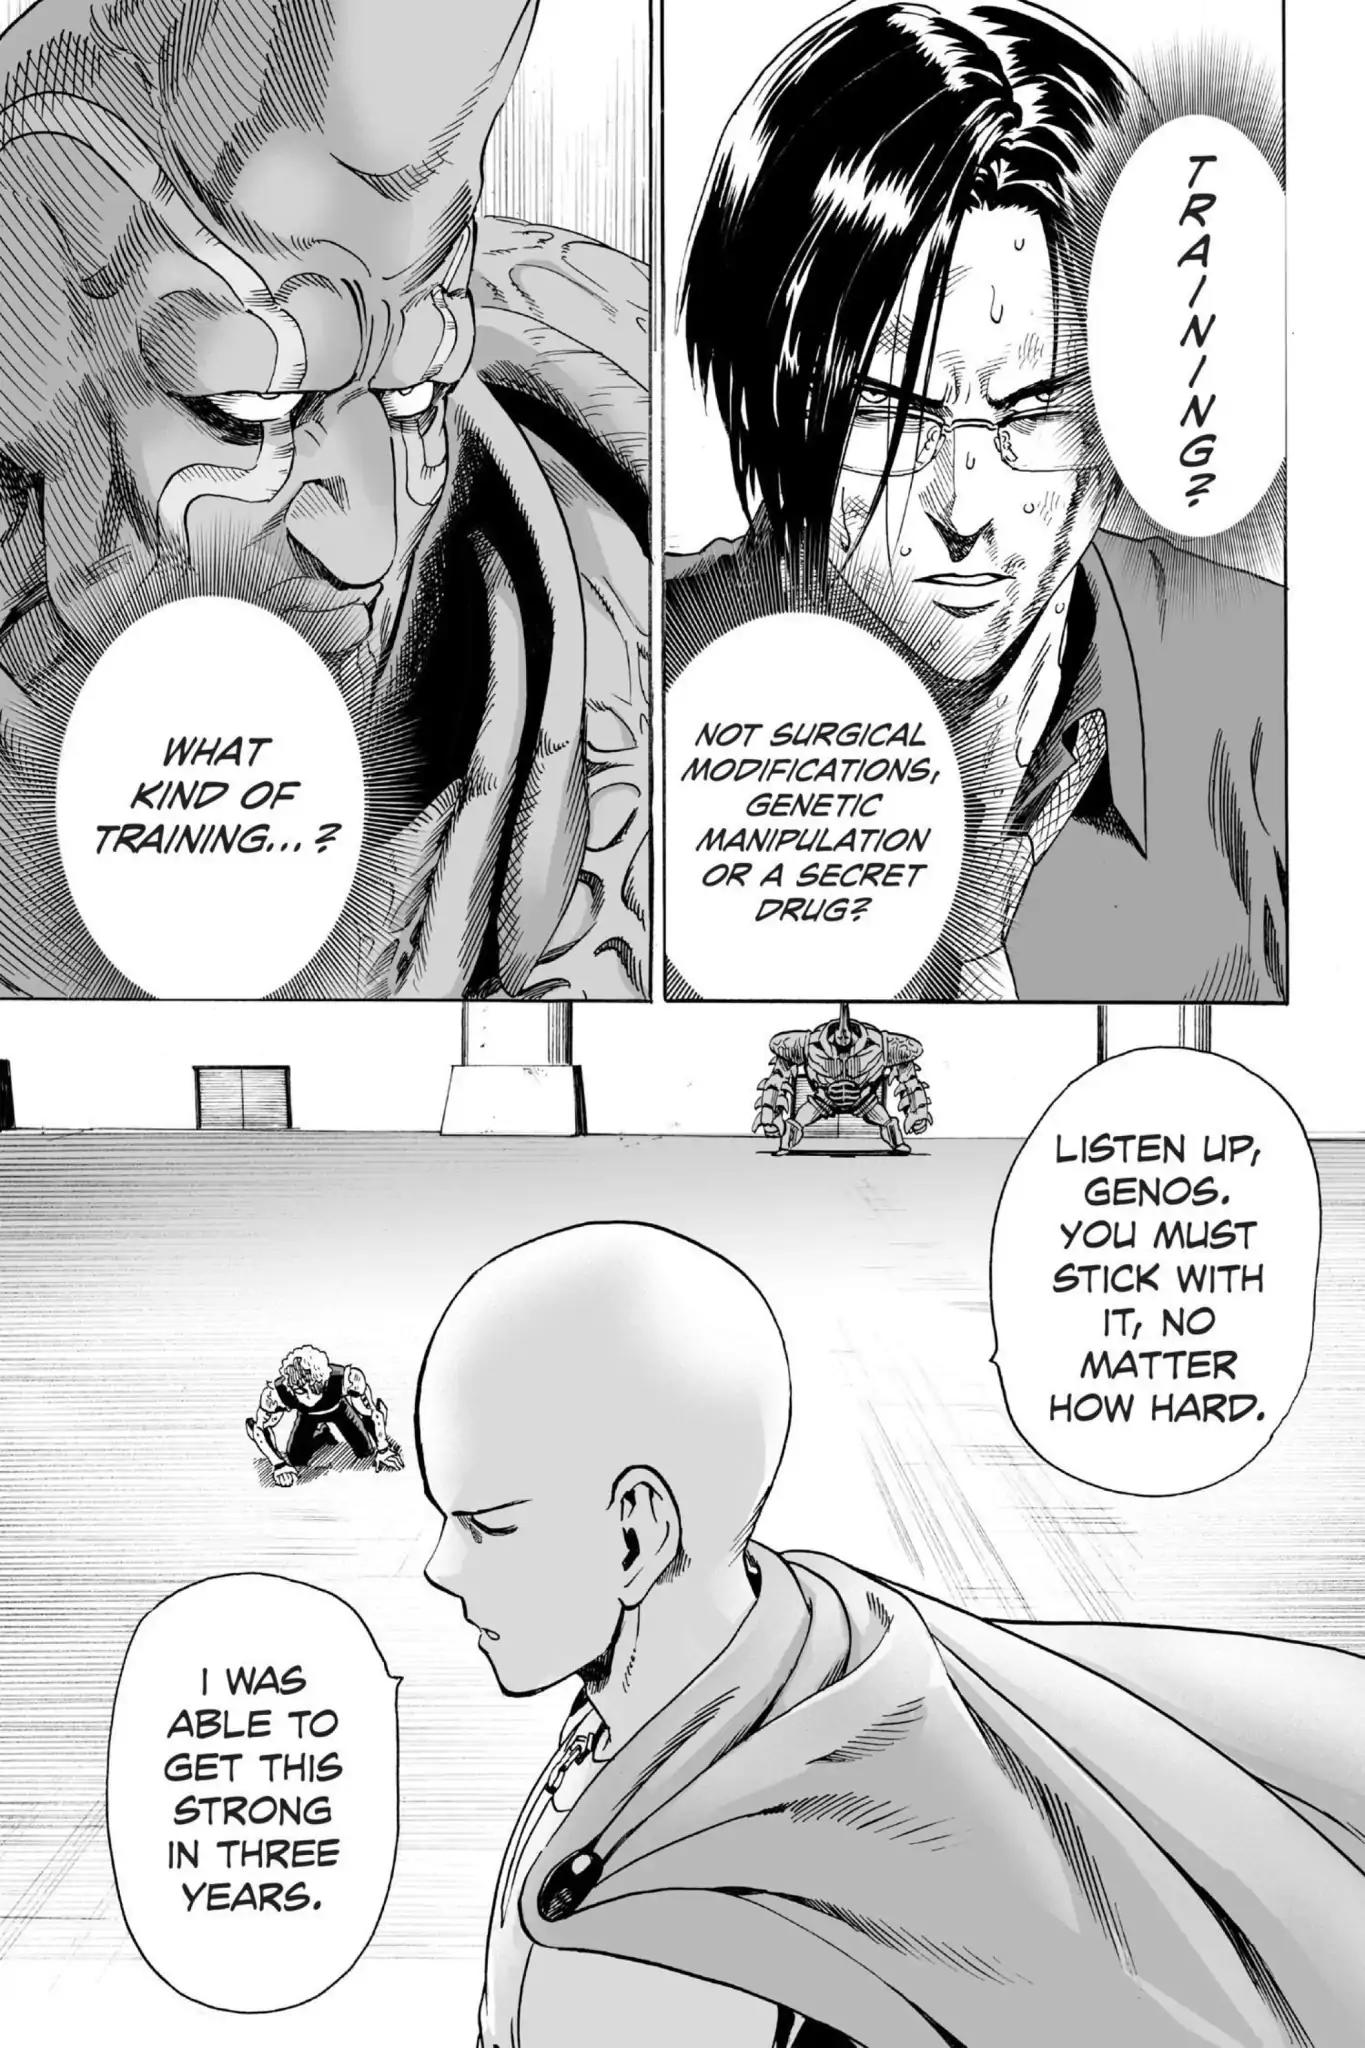 TRAINING?
NOT SURGICAL
MODIFICATIONS,
GENETIC
MANIPULATION
OR A SECRET
DRUG?
WHAT
KIND OF
TRAINING...?
LISTEN UP,
GENOS.
YOU MUST
STICK WITH
IT, NO
MATTER
HOW HARD.
I WAS
ABLE TO
GET THIS
STRONG
IN THREE
YEARS.